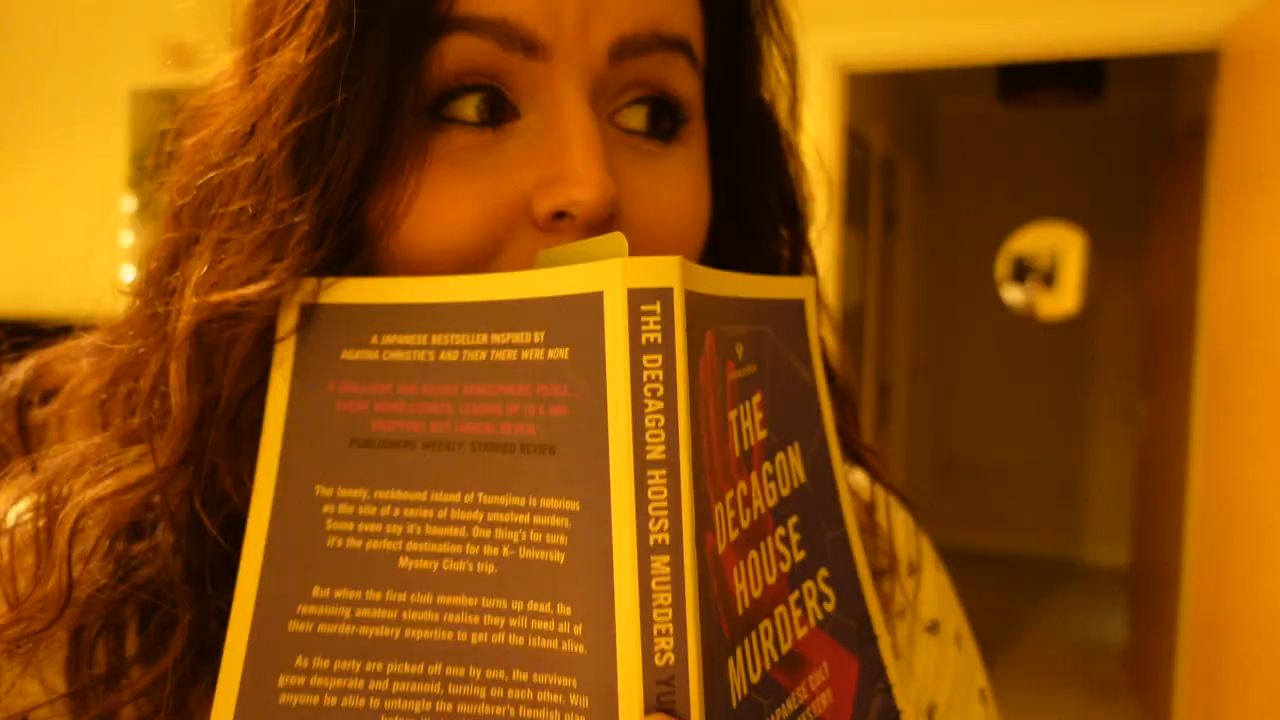 A JAPANESE BESTSELLER INSPIRED BY
AGATHA CHRISTIE'S AND THEN THERE WERE NONE
PUBLISHERS WEEKLY, STARRED REVIEW
The lonely, rockbound island of Tsunojima is notorious
as the site of a series of bloody unsolved murders.
Some even say it's haunted. One thing's for sure:
it's the perfect destination for the K– University
Mystery Club's trip.
But when the first club member turns up dead, the
remaining amateur sleuths realise they will need all of
their murder-mystery expertise to get off the island alive.
As the party are picked off one by one, the survivors
grow desperate and paranoid, turning on each other. Will
anyone be able to untangle the murderer's fiendish plan
THE DECAGON HOUSE MURDERS YU
THE
DECAGON
HOUSE
MURDERS
JAPANESE CULT